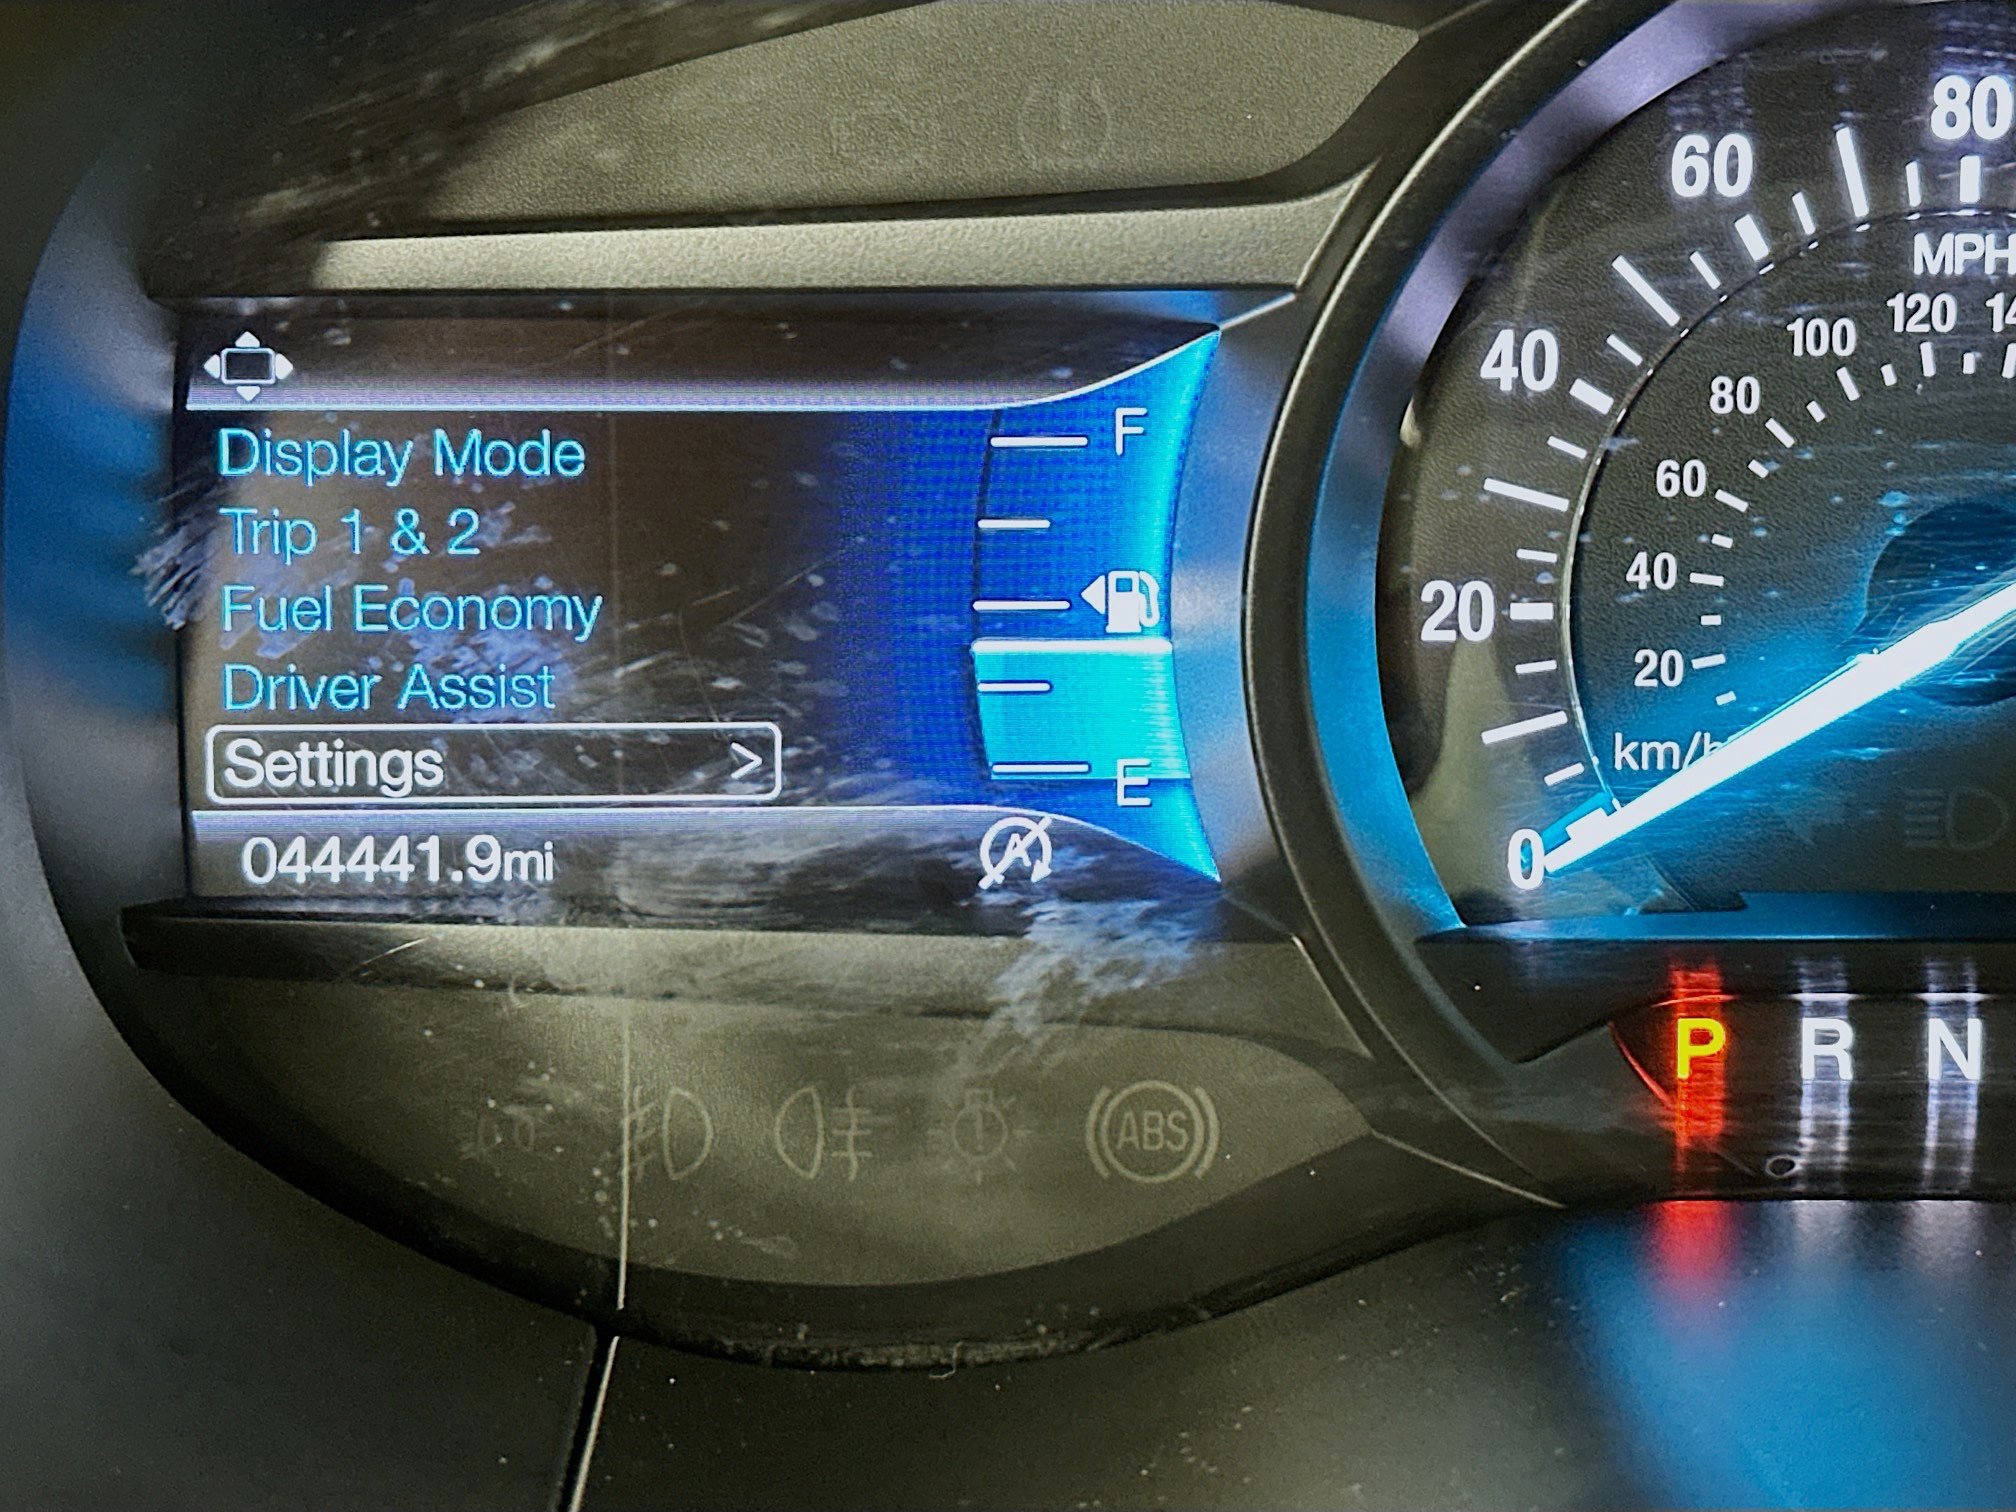 Display Mode
Trip 1 & 2
Fuel Economy
Driver Assist
Settings >
044441.9mi
F
E
A
80
60
40
20
0
MPH
120
100
80
60
40
20
km/h
P R N
ABS